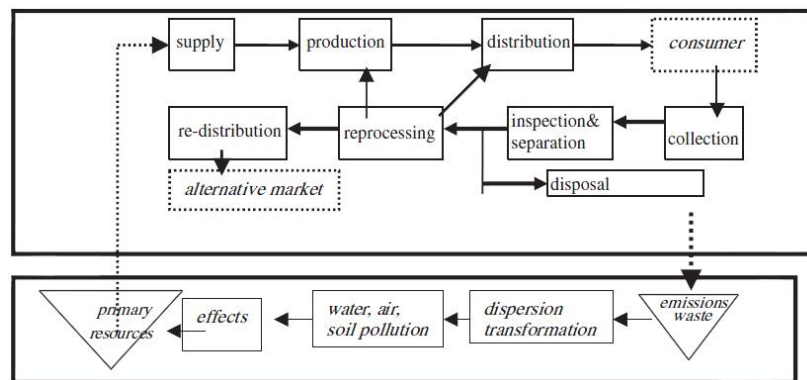 supply
production
distribution
consumer
re-distribution
reprocessing
inspection&
separation
collection
alternative market
disposal
primary
resources
effects
water, air,
soil pollution
dispersion
transformation
emissions
waste